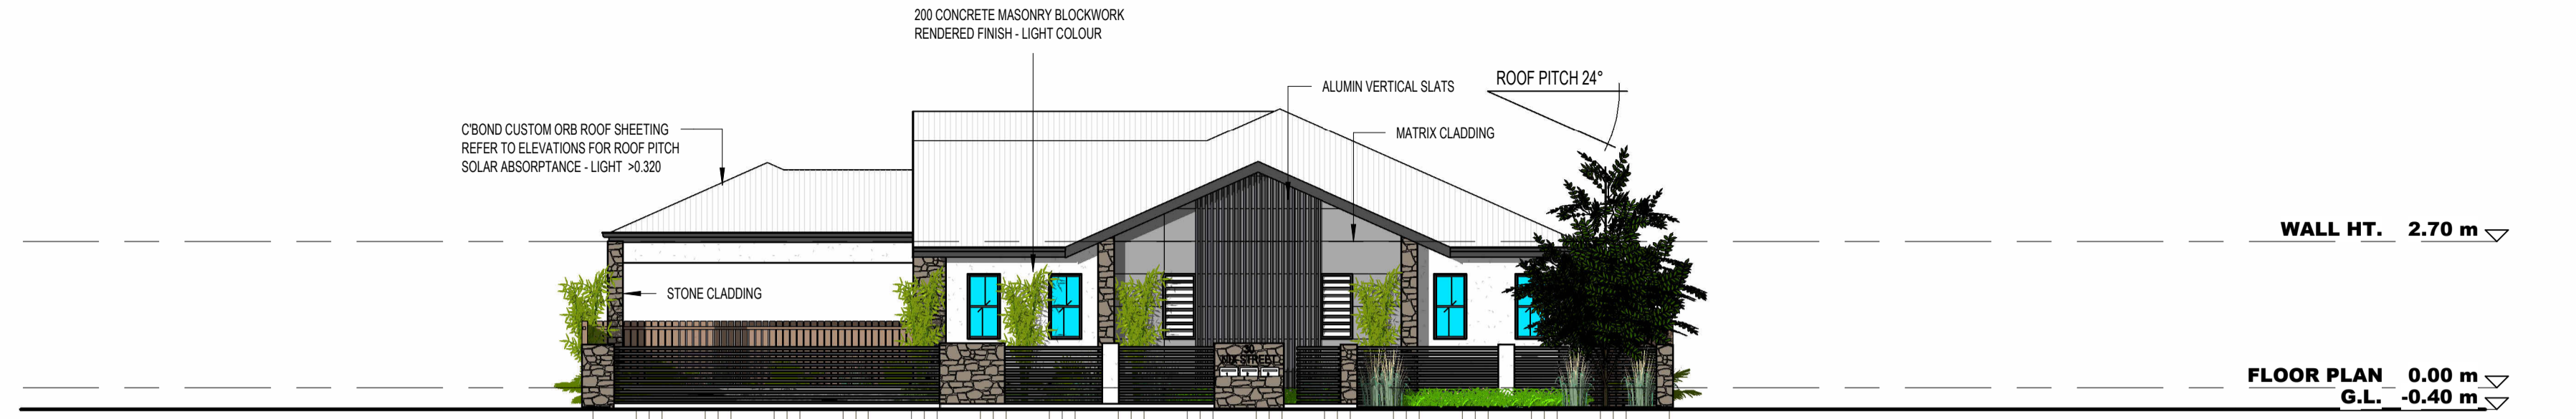 200 CONCRETE MASONRY BLOCKWORK
RENDERED FINISH - LIGHT COLOUR
ROOF PITCH 24°
ALUMIN VERTICAL SLATS
C'BOND CUSTOM ORB ROOF SHEETING
REFER TO ELEVATIONS FOR ROOF PITCH
SOLAR ABSORPTANCE - LIGHT >0.320
MATRIX CLADDING
WALL HT. 2.70 m
STONE CLADDING
30
STREET
FLOOR PLAN 0.00 m
G.L. -0.40 m